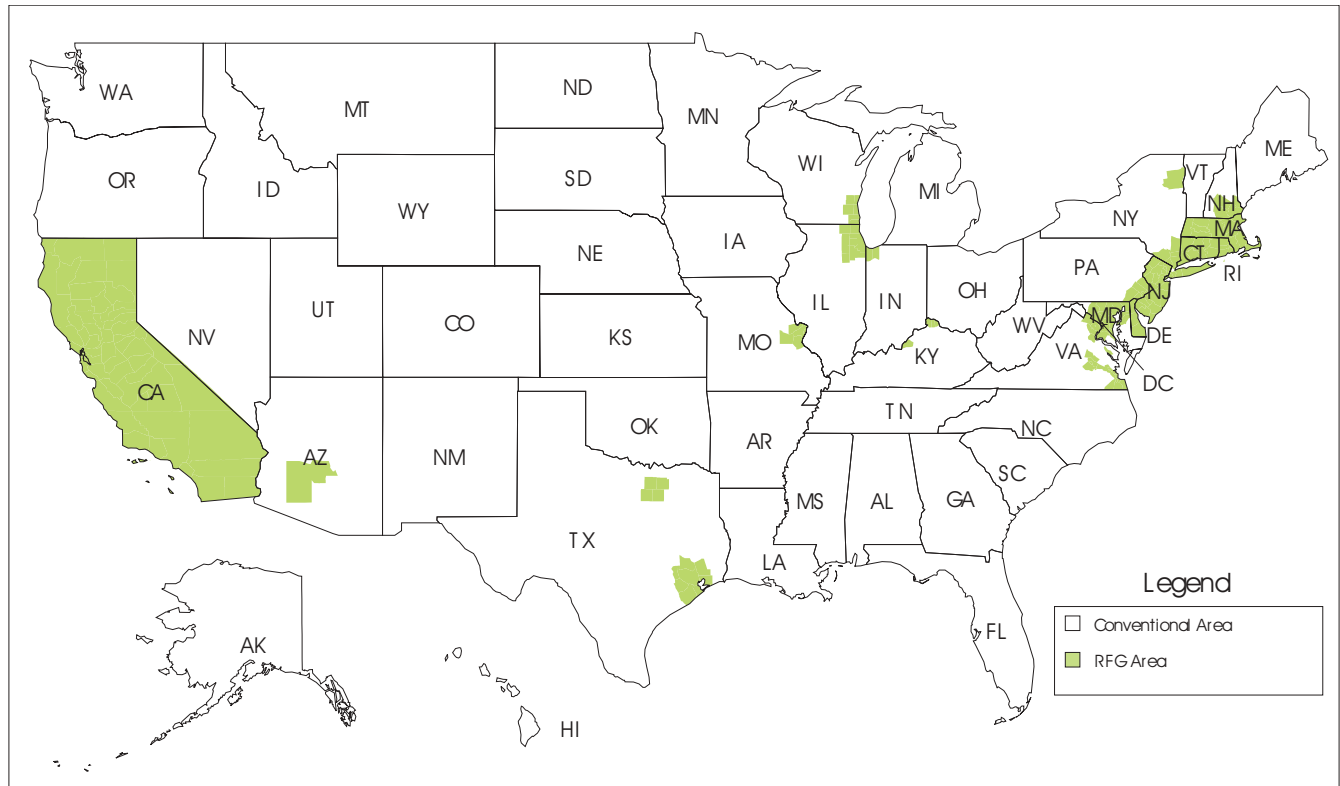 WA
MT
ND
MN
ME
OR
ID
WY
SD
WI
MI
VT
NH
NY
MA
CT
RI
NE
IA
PA
NJ
NV
UT
CO
KS
MO
IL
IN
OH
WV
MD
DE
DC
VA
KY
CA
AZ
NM
OK
AR
TN
NC
SC
TX
LA
MS
AL
GA
FL
AK
HI
Legend
Conventional Area
RFG Area